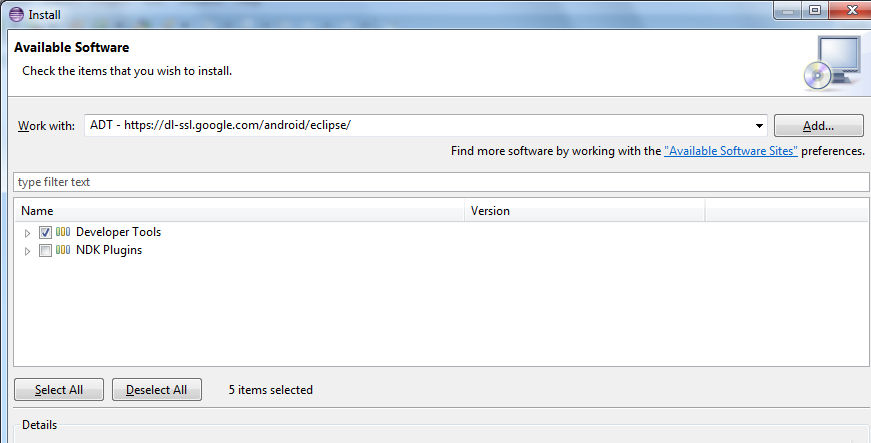 Install
Available Software
Check the items that you wish to install.
Work with: ADT - https://dl-ssl.google.com/android/eclipse/ Add...
Find more software by working with the "Available Software Sites" preferences.
type filter text
Name Version
Developer Tools
NDK Plugins
Select All Deselect All 5 items selected
Details